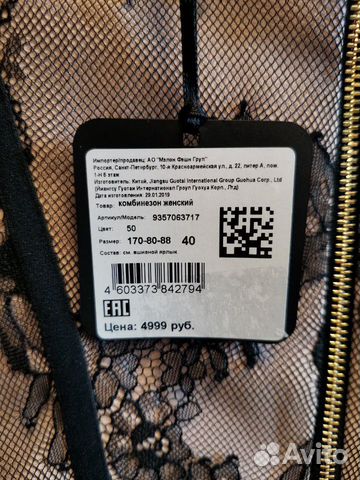 Импортер/продавец: АО "Мэлон Фэшн Груп"
Россия, Санкт-Петербург, 10-я Красноармейская ул., д. 22, литер А, пом.
1-Н 6 этаж
Изготовитель: Китай, Jiangsu Guotai International Group Guohua Corp., Ltd
(Жиангсу Гуотаи Интернатионал Гроуп Гуохуа Корп., Лтд)
Дата изготовления: 29.01.2019
Товар: комбинезон женский
Артикул/Модель: 9357063717
Цвет: 50
Размер: 170-80-88 40
Состав: см. вшивной ярлык
4 603373 842794
EAC
Цена: 4999 руб.
Avito